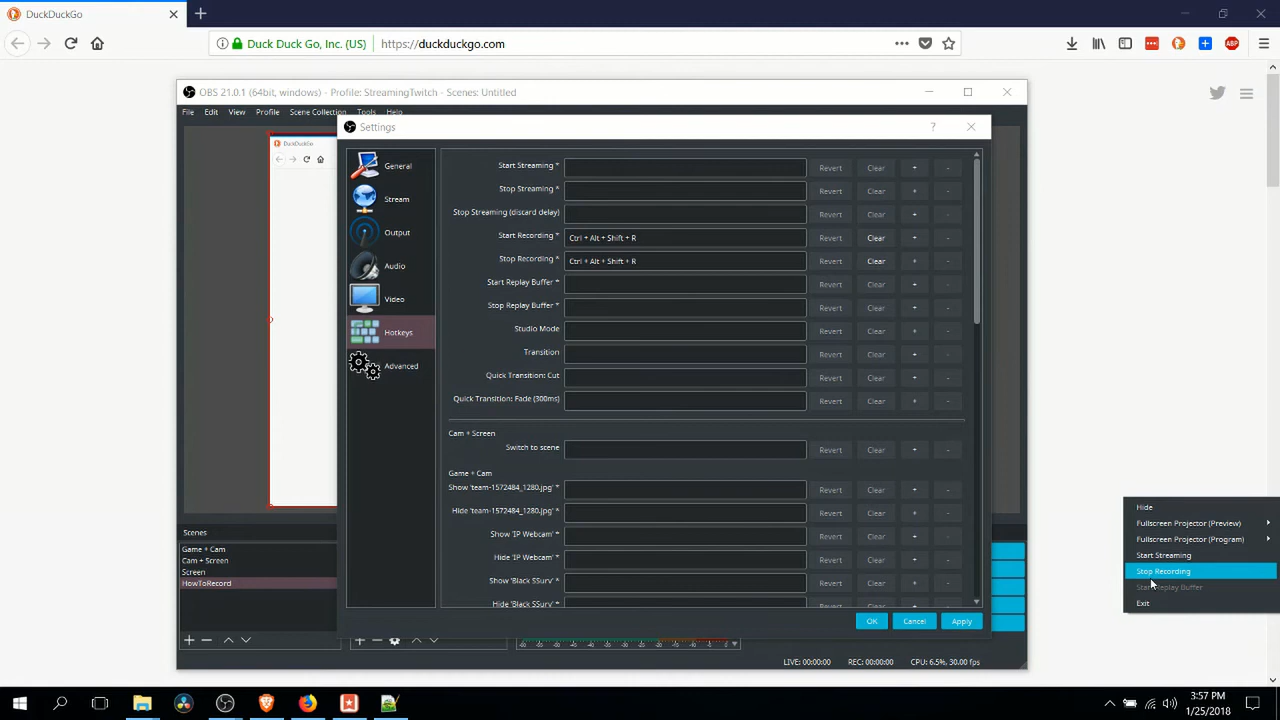 DuckDuckGo
Duck Duck Go, Inc. (US)
https://duckduckgo.com
ABP
OBS 21.0.1 (64bit, windows) - Profile: StreamingTwitch - Scenes: Untitled
File Edit View Profile Scene Collection Tools Help
Settings
?
DuckDuckGo
General
Stream
Output
Audio
Video
Hotkeys
Advanced
Start Streaming * Revert Clear + -
Stop Streaming * Revert Clear + -
Stop Streaming (discard delay) Revert Clear + -
Start Recording * Ctrl + Alt + Shift + R Revert Clear + -
Stop Recording * Ctrl + Alt + Shift + R Revert Clear + -
Start Replay Buffer * Revert Clear + -
Stop Replay Buffer * Revert Clear + -
Studio Mode Revert Clear + -
Transition Revert Clear + -
Quick Transition: Cut Revert Clear + -
Quick Transition: Fade (300ms) Revert Clear + -
Cam + Screen
Switch to scene Revert Clear + -
Game + Cam
Show 'team-1572484_1280.jpg' * Revert Clear + -
Hide 'team-1572484_1280.jpg' * Revert Clear + -
Show 'IP Webcam' * Revert Clear + -
Hide 'IP Webcam' * Revert Clear + -
Show 'Black SSurv' * Revert Clear + -
Hide 'Black SSurv' * Revert Clear + -
OK Cancel Apply
Scenes
Game + Cam
Cam + Screen
Screen
HowToRecord
LIVE: 00:00:00 REC: 00:00:00 CPU: 6.5%, 30.00 fps
Hide
Fullscreen Projector (Preview)
Fullscreen Projector (Program)
Start Streaming
Stop Recording
Start Replay Buffer
Exit
3:57 PM
1/25/2018